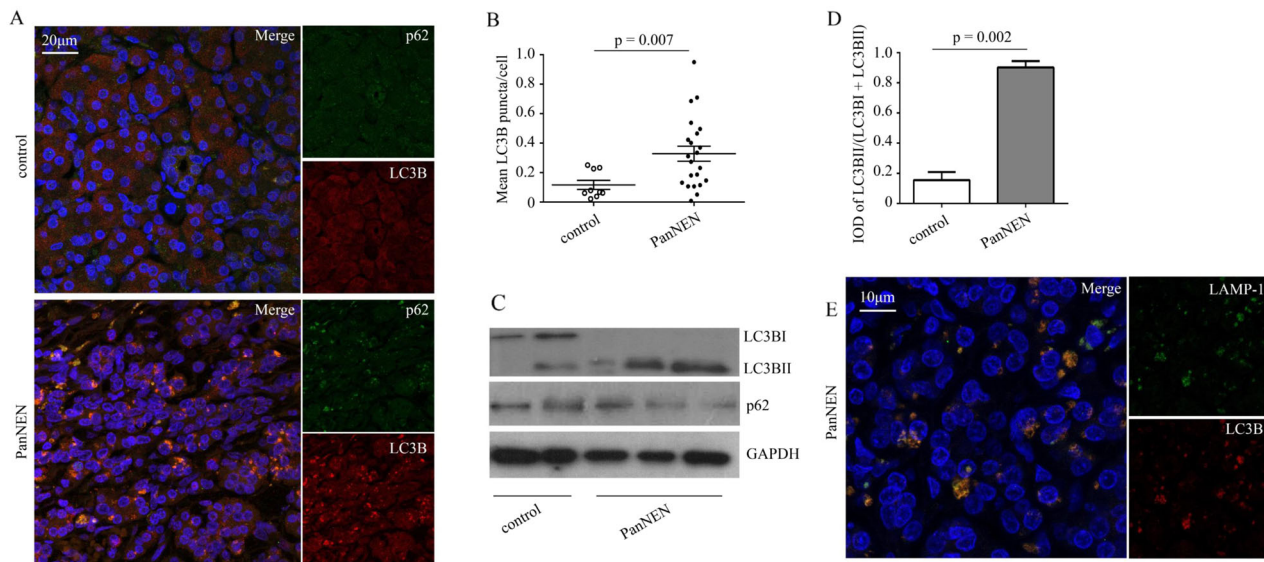 A
20μm
Merge
p62
LC3B
control
Merge
p62
LC3B
PanNEN
B
p = 0.007
Mean LC3B puncta/cell
1.0
0.8
0.6
0.4
0.2
0
control
PanNEN
C
LC3BI
LC3BII
p62
GAPDH
control
PanNEN
D
p = 0.002
IOD of LC3BII/(LC3BI + LC3BII)
1.0
0.8
0.6
0.4
0.2
0
control
PanNEN
E
10μm
Merge
LAMP-1
LC3B
PanNEN